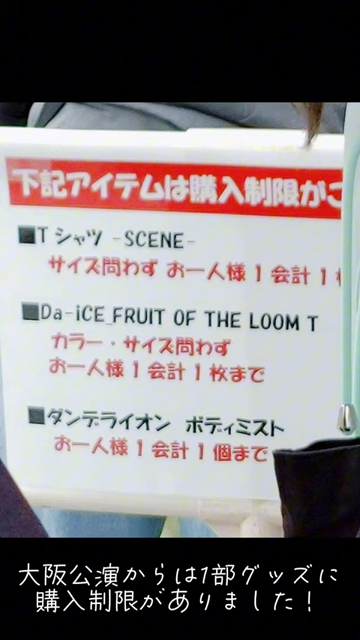 下記アイテムは購入制限がご
■Tシャツ -SCENE-
サイズ問わず お一人様1会計1
■Da-iCE_FRUIT OF THE LOOM T
カラー・サイズ問わず
お一人様1会計1枚まで
■ダンデライオン ボディミスト
お一人様1会計1個まで
大阪公演からは1部グッズに
購入制限がありました!